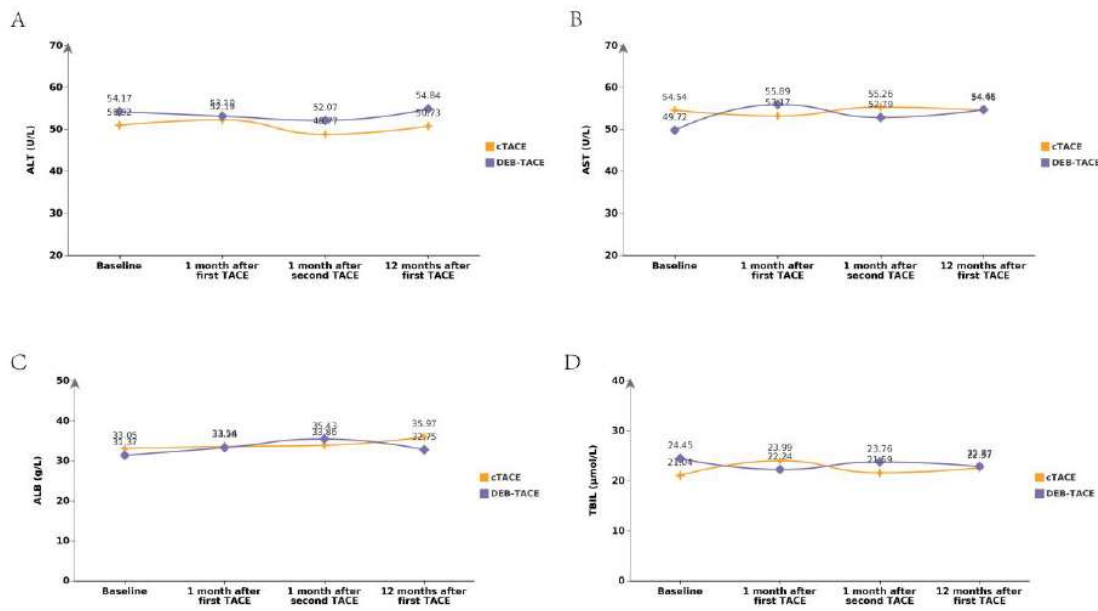 A
ALT (U/L)
70
60
50
40
30
20
54.17
52.07
54.84
50.73
Baseline
1 month after
first TACE
1 month after
second TACE
12 months after
first TACE
cTACE
DEB-TACE
B
AST (U/L)
70
60
50
40
30
20
54.54
49.72
55.89
55.26
52.79
Baseline
1 month after
first TACE
1 month after
second TACE
12 months after
first TACE
cTACE
DEB-TACE
C
ALB (g/L)
50
40
30
20
10
0
33.05
31.37
35.43
33.86
35.97
32.75
Baseline
1 month after
first TACE
1 month after
second TACE
12 months after
first TACE
cTACE
DEB-TACE
D
TBIL (μmol/L)
40
30
20
10
0
24.45
21.04
23.99
22.24
23.76
21.59
Baseline
1 month after
first TACE
1 month after
second TACE
12 months after
first TACE
cTACE
DEB-TACE